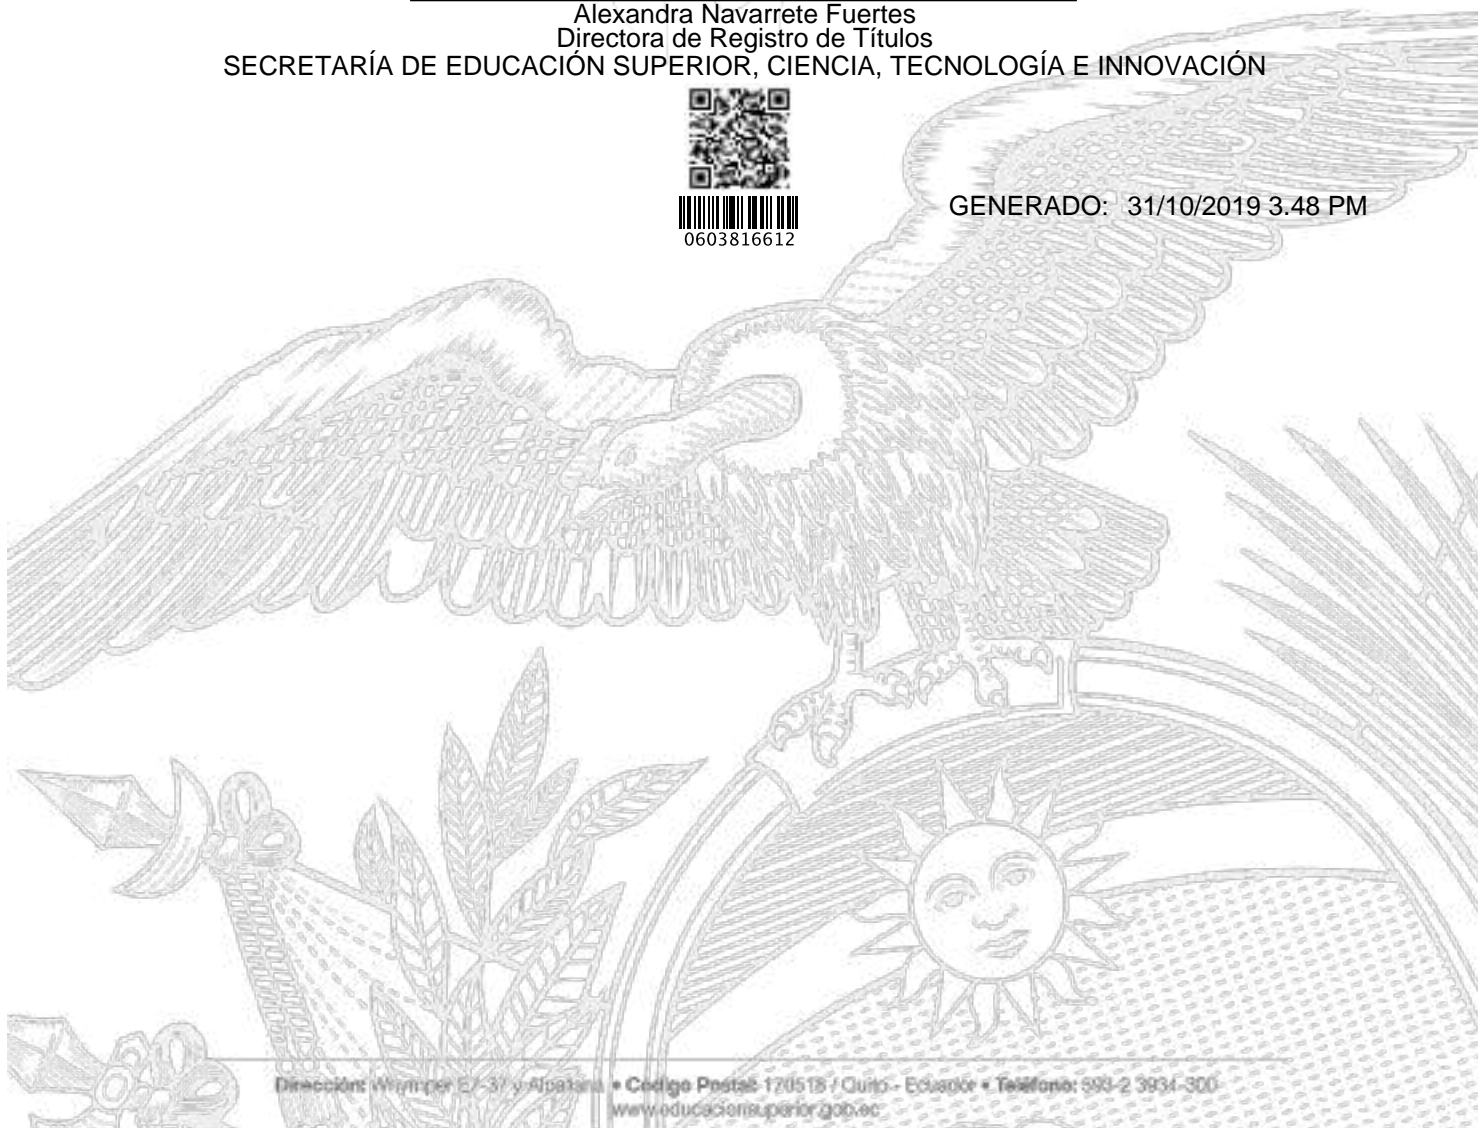 Alexandra Navarrete Fuertes
Directora de Registro de Títulos
SECRETARÍA DE EDUCACIÓN SUPERIOR, CIENCIA, TECNOLOGÍA E INNOVACIÓN
GENERADO: 31/10/2019 3.48 PM
0603816612
Dirección: Whymper E7-37 y Alpallana • Código Postal: 170518 / Quito - Ecuador • Teléfono: 593-2 3934-300
www.educacionsuperior.gob.ec